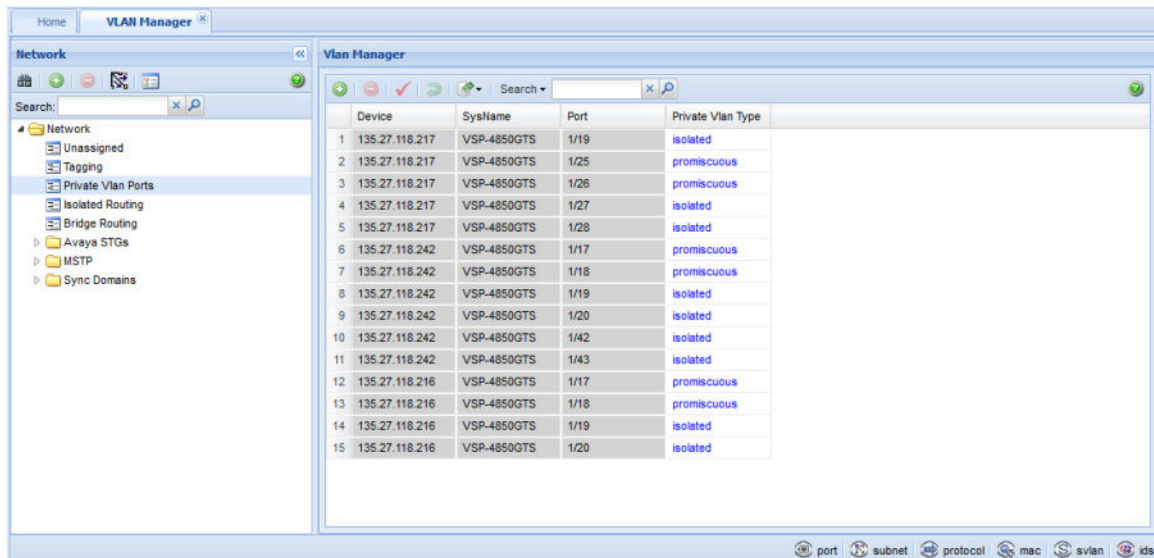 Home VLAN Manager
Network
Search:
Network
Unassigned
Tagging
Private Vlan Ports
Isolated Routing
Bridge Routing
Avaya STGs
MSTP
Sync Domains
Vlan Manager
Search
Device SysName Port Private Vlan Type
1 135.27.118.217 VSP-4850GTS 1/19 isolated
2 135.27.118.217 VSP-4850GTS 1/25 promiscuous
3 135.27.118.217 VSP-4850GTS 1/26 promiscuous
4 135.27.118.217 VSP-4850GTS 1/27 isolated
5 135.27.118.217 VSP-4850GTS 1/28 isolated
6 135.27.118.242 VSP-4850GTS 1/17 promiscuous
7 135.27.118.242 VSP-4850GTS 1/18 promiscuous
8 135.27.118.242 VSP-4850GTS 1/19 isolated
9 135.27.118.242 VSP-4850GTS 1/20 isolated
10 135.27.118.242 VSP-4850GTS 1/42 isolated
11 135.27.118.242 VSP-4850GTS 1/43 isolated
12 135.27.118.216 VSP-4850GTS 1/17 promiscuous
13 135.27.118.216 VSP-4850GTS 1/18 promiscuous
14 135.27.118.216 VSP-4850GTS 1/19 isolated
15 135.27.118.216 VSP-4850GTS 1/20 isolated
port subnet protocol mac svlan ids